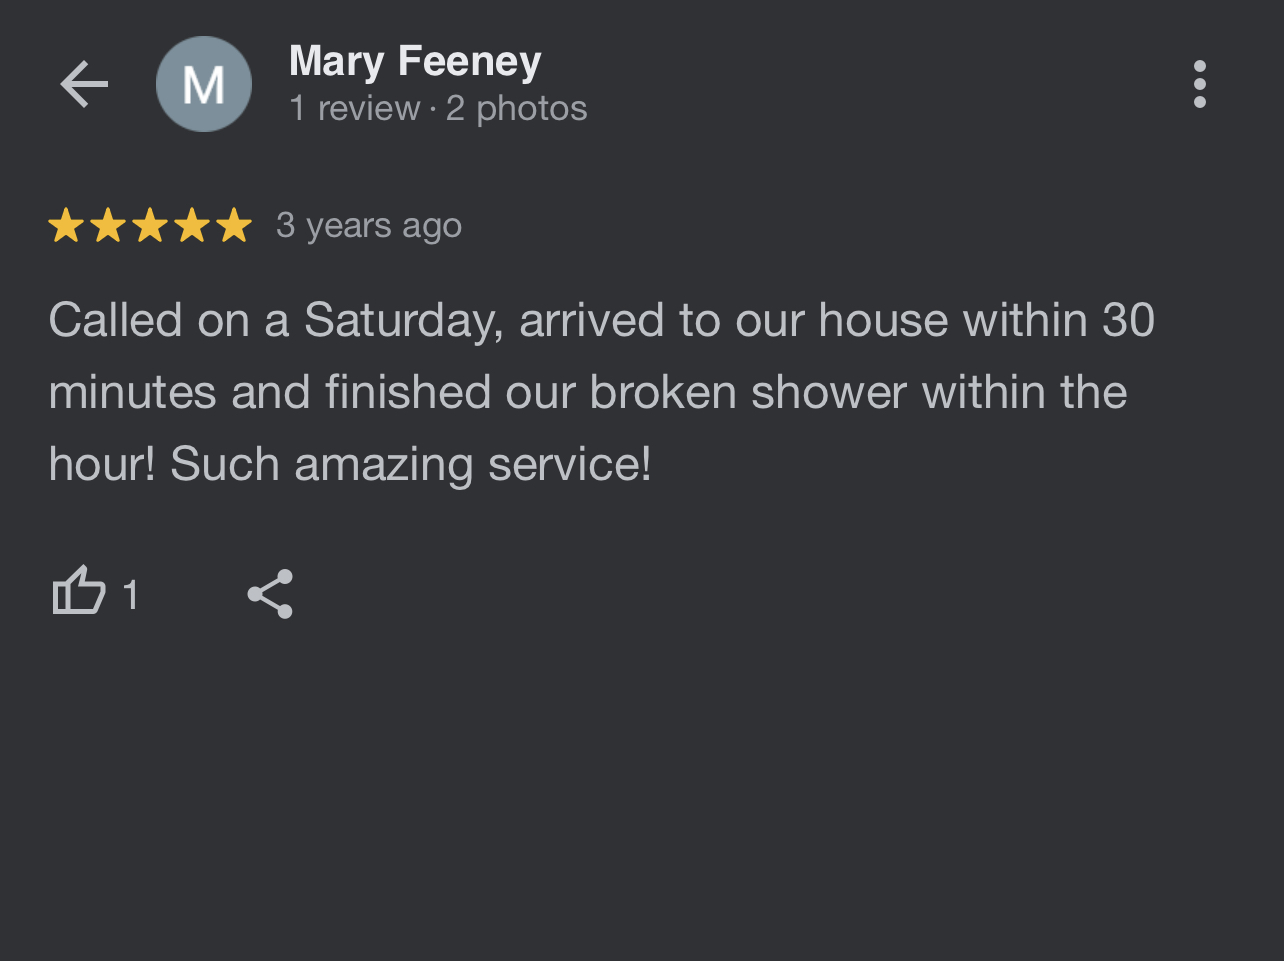 M
Mary Feeney
1 review · 2 photos
3 years ago
Called on a Saturday, arrived to our house within 30
minutes and finished our broken shower within the
hour! Such amazing service!
1